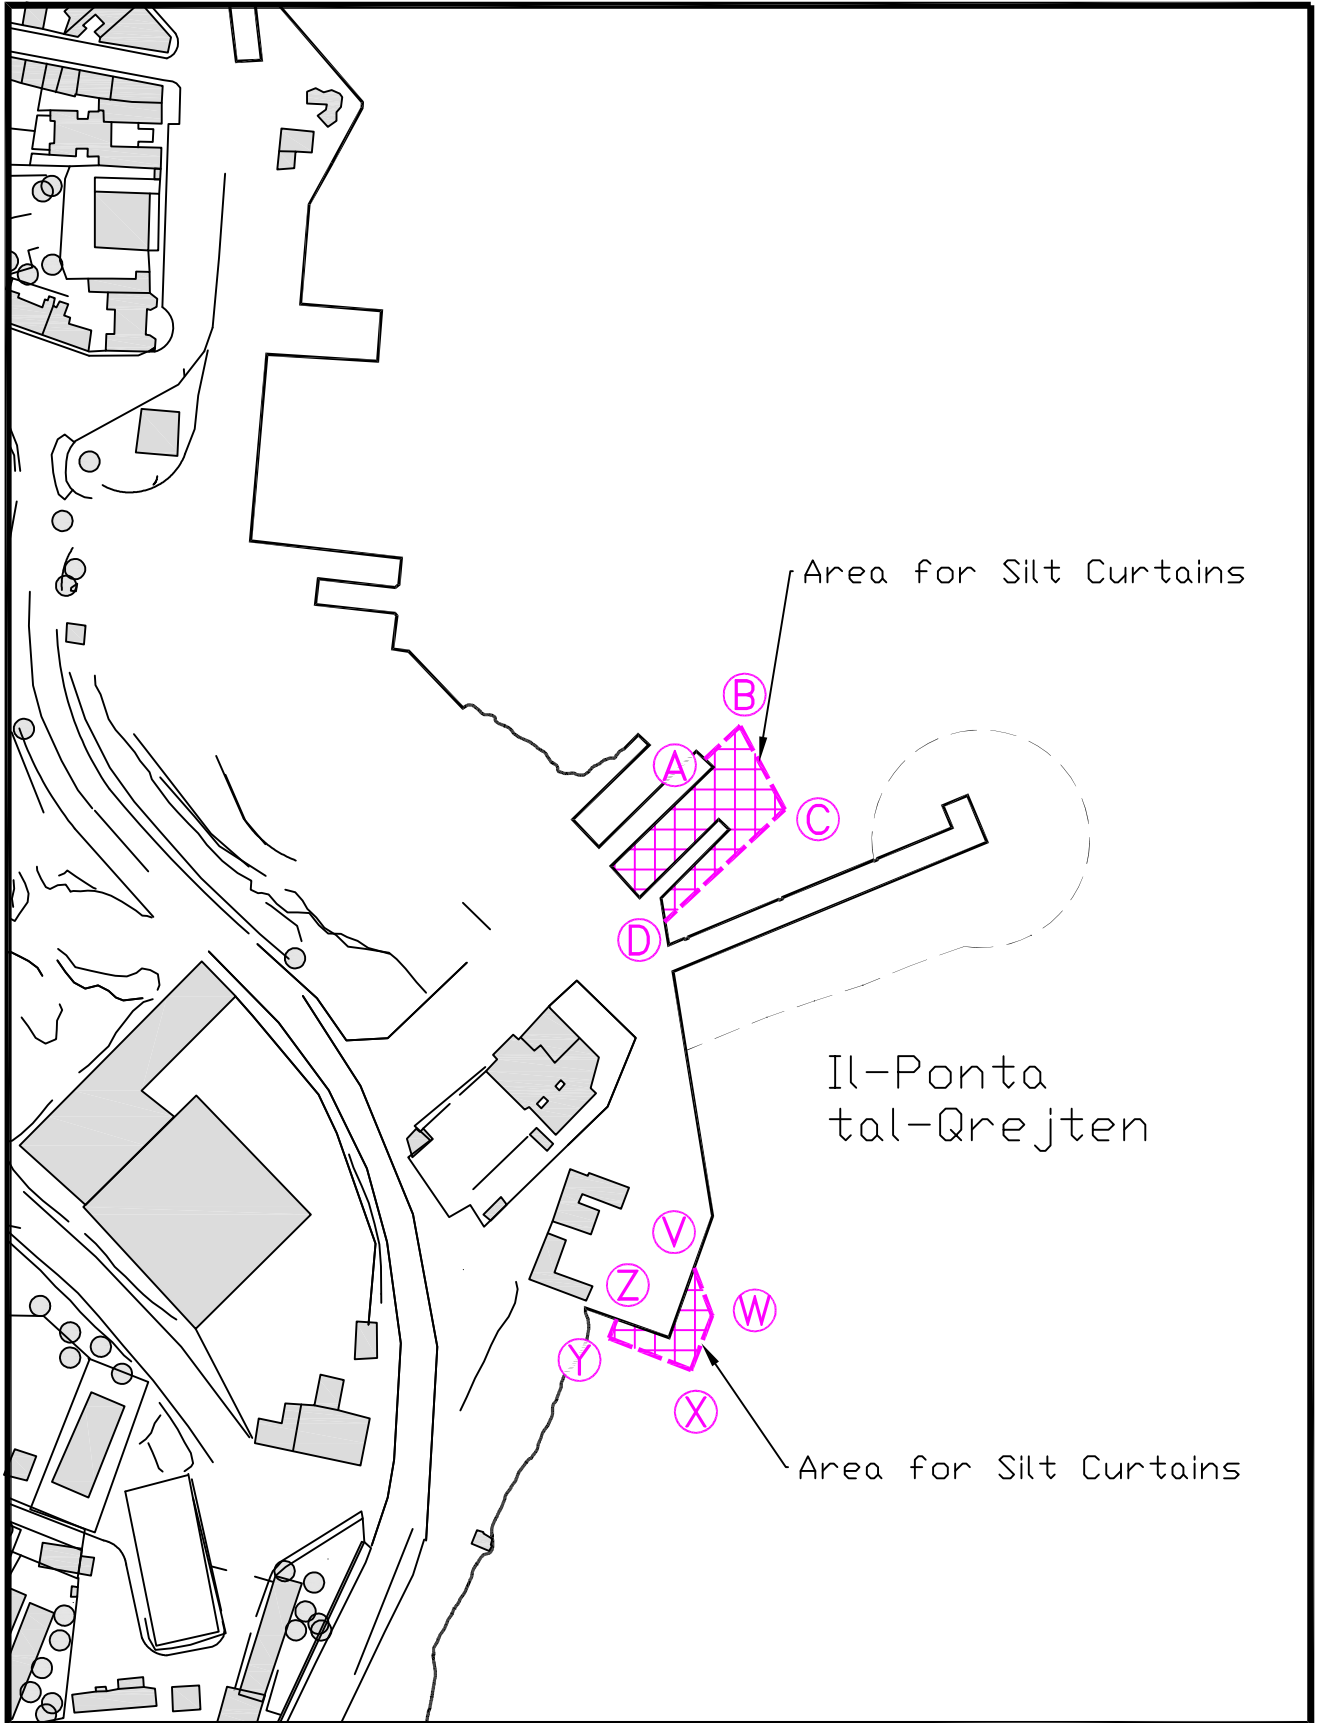 Area for Silt Curtains
B
A
C
D
Il-Ponta
tal-Qrejten
V
Z
W
Y
X
Area for Silt Curtains